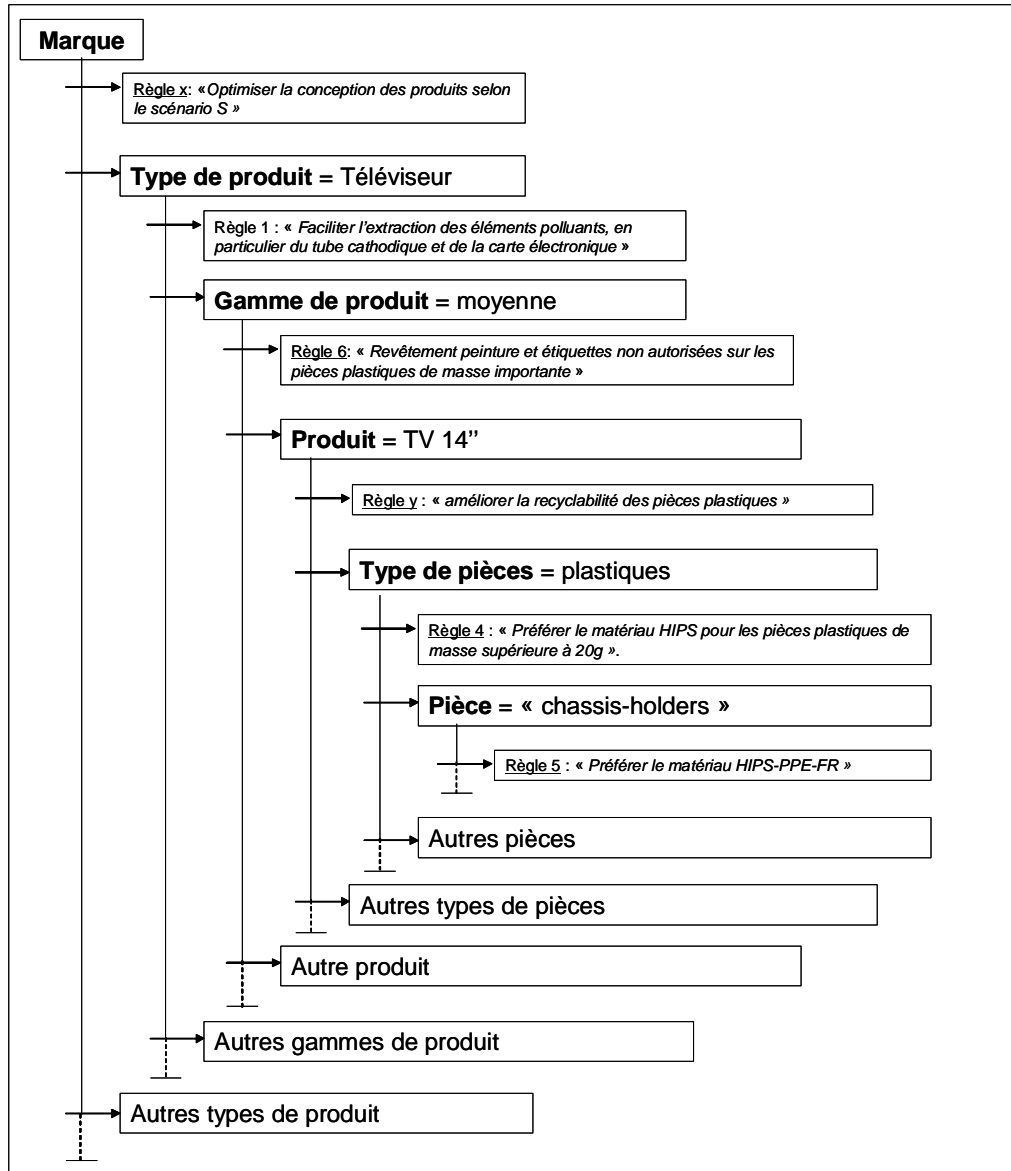 Marque
Règle x: «Optimiser la conception des produits selon
le scénario S »
Type de produit = Téléviseur
Règle 1 : « Faciliter l'extraction des éléments polluants, en
particulier du tube cathodique et de la carte électronique »
Gamme de produit = moyenne
Règle 6: « Revêtement peinture et étiquettes non autorisées sur les
pièces plastiques de masse importante »
Produit = TV 14’’
Règle y : « améliorer la recyclabilité des pièces plastiques »
Type de pièces = plastiques
Règle 4 : « Préférer le matériau HIPS pour les pièces plastiques de
masse supérieure à 20g ».
Pièce = « chassis-holders »
Règle 5 : « Préférer le matériau HIPS-PPE-FR »
Autres pièces
Autres types de pièces
Autre produit
Autres gammes de produit
Autres types de produit